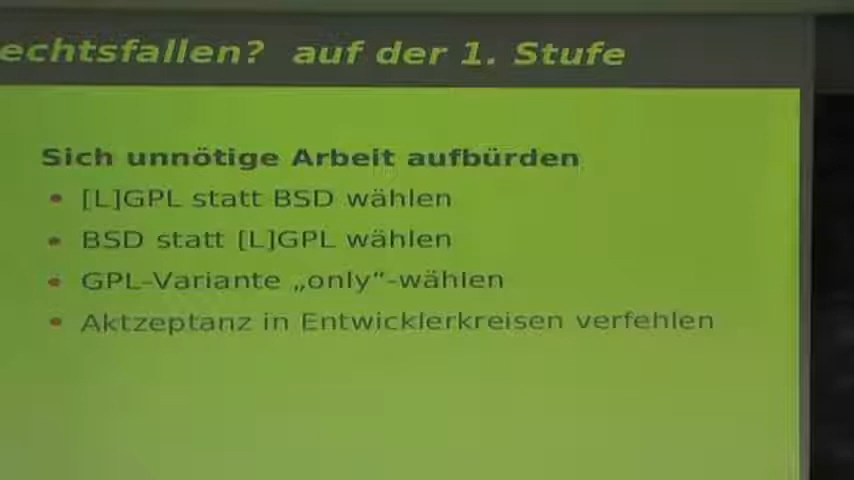 echtsfallen? auf der 1. Stufe
Sich unnötige Arbeit aufbürden
• [L]GPL statt BSD wählen
• BSD statt [L]GPL wählen
• GPL-Variante „only“-wählen
• Aktzeptanz in Entwicklerkreisen verfehlen